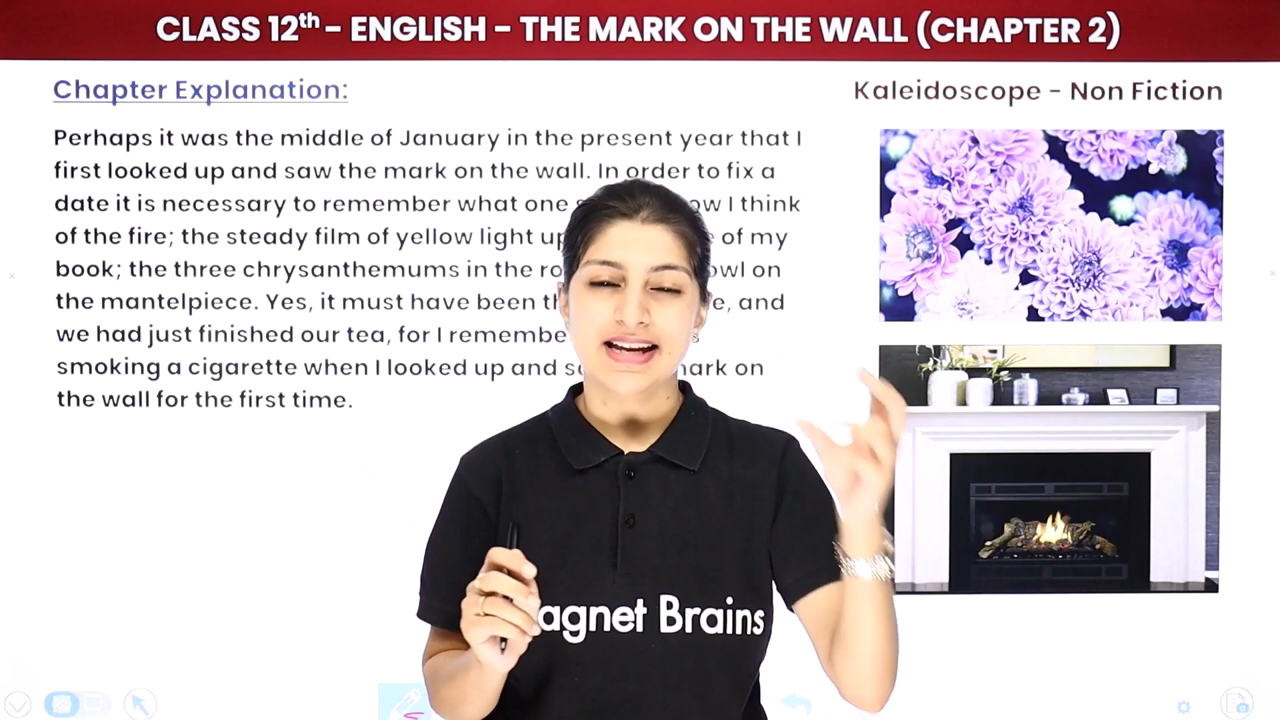 CLASS 12th - ENGLISH - THE MARK ON THE WALL (CHAPTER 2)
Chapter Explanation:
Kaleidoscope - Non Fiction
Perhaps it was the middle of January in the present year that I
first looked up and saw the mark on the wall. In order to fix a
date it is necessary to remember what one I think
of the fire; the steady film of yellow light of my
book; the three chrysanthemums in the on
the mantelpiece. Yes, it must have been and
we had just finished our tea, for I
smoking a cigarette when I looked up and on
the wall for the first time.
agnet Brains